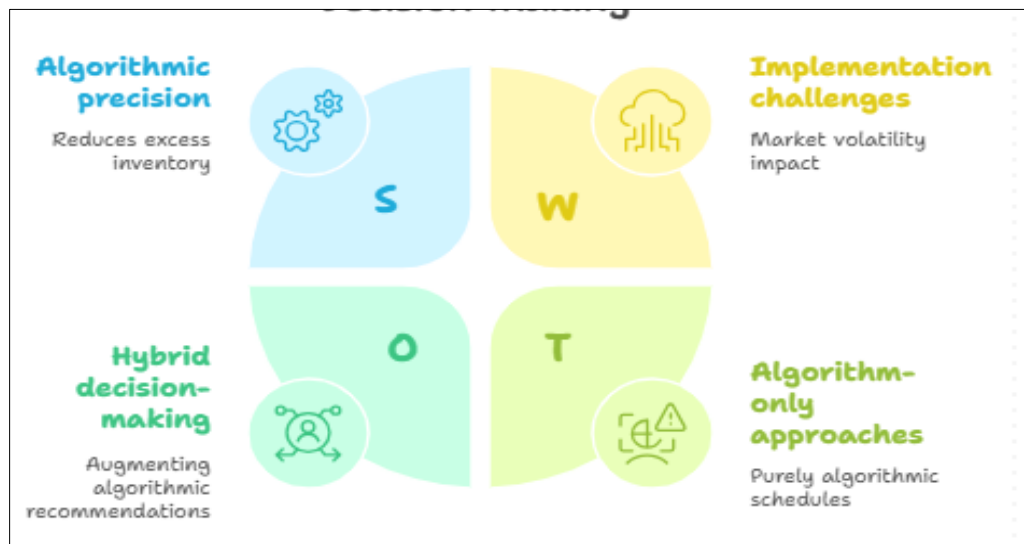 Algorithmic
precision
Reduces excess
inventory
S
W
Implementation
challenges
Market volatility
impact
Hybrid
decision-
making
Augmenting
algorithmic
recommendations
O
T
Algorithm-
only
approaches
Purely algorithmic
schedules